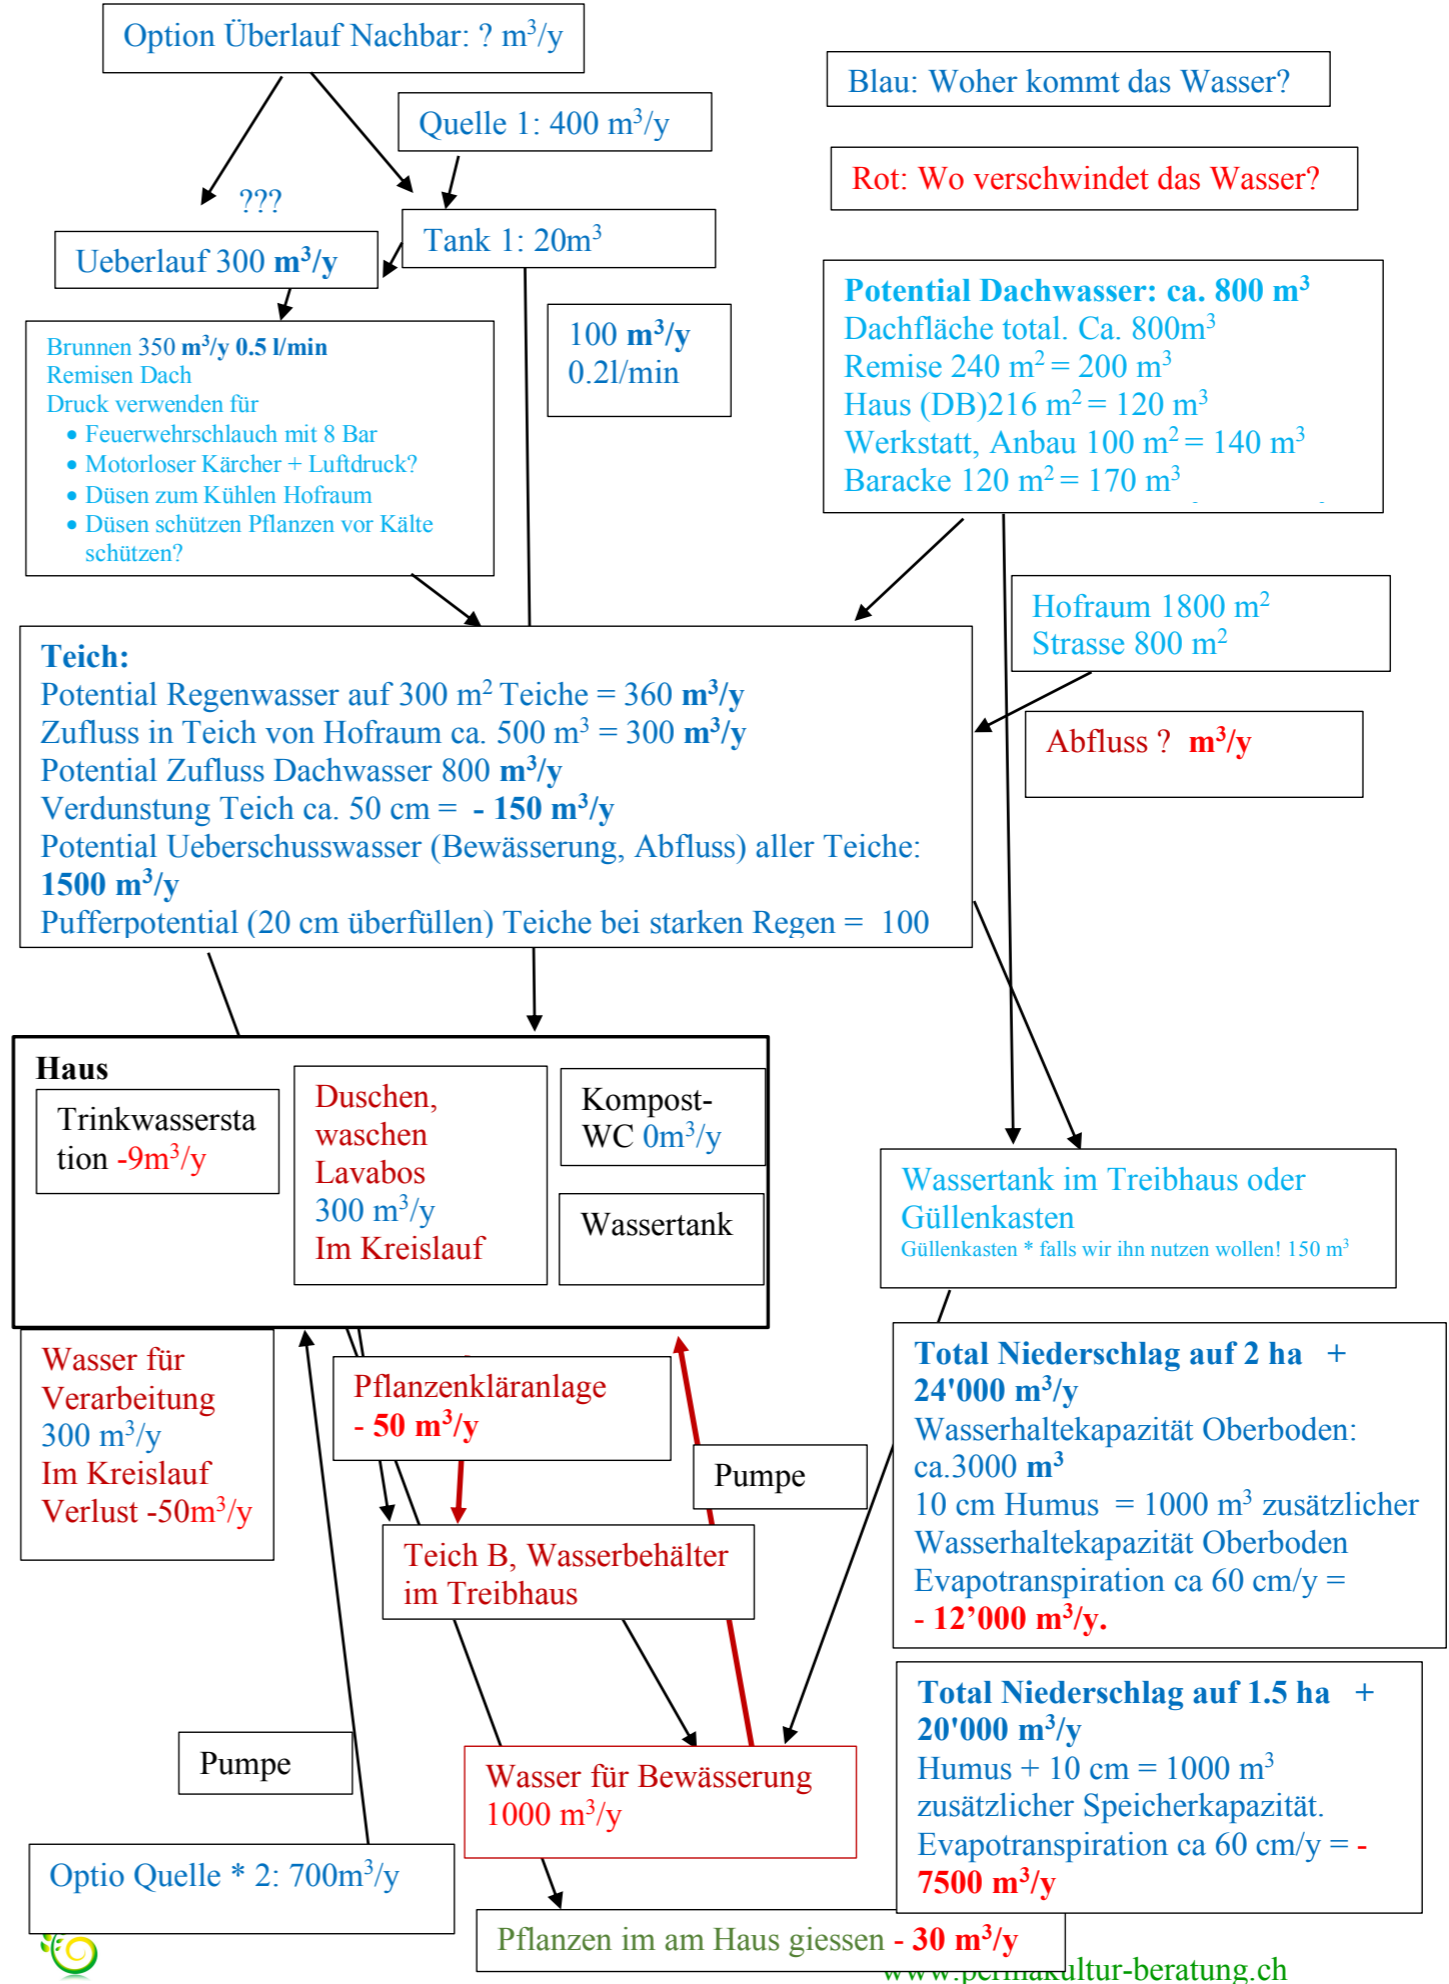 Option Überlauf Nachbar: ? m³/y
Blau: Woher kommt das Wasser?
Quelle 1: 400 m³/y
Rot: Wo verschwindet das Wasser?
???
Tank 1: 20m³
Ueberlauf 300 m³/y
100 m³/y
0.2l/min
Potential Dachwasser: ca. 800 m³
Dachfläche total. Ca. 800m³
Remise 240 m² = 200 m³
Haus (DB)216 m² = 120 m³
Werkstatt, Anbau 100 m² = 140 m³
Baracke 120 m² = 170 m³
Brunnen 350 m³/y 0.5 l/min
Remisen Dach
Druck verwenden für
• Feuerwehrschlauch mit 8 Bar
• Motorloser Kärcher + Luftdruck?
• Düsen zum Kühlen Hofraum
• Düsen schützen Pflanzen vor Kälte
schützen?
Hofraum 1800 m²
Strasse 800 m²
Abfluss ? m³/y
Teich:
Potential Regenwasser auf 300 m² Teiche = 360 m³/y
Zufluss in Teich von Hofraum ca. 500 m³ = 300 m³/y
Potential Zufluss Dachwasser 800 m³/y
Verdunstung Teich ca. 50 cm = - 150 m³/y
Potential Ueberschusswasser (Bewässerung, Abfluss) aller Teiche:
1500 m³/y
Pufferpotential (20 cm überfüllen) Teiche bei starken Regen = 100
Haus
Trinkwassersta
tion -9m³/y
Duschen,
waschen
Lavabos
300 m³/y
Im Kreislauf
Kompost-
WC 0m³/y
Wassertank
Wassertank im Treibhaus oder
Güllenkasten
Güllenkasten * falls wir ihn nutzen wollen! 150 m³
Wasser für
Verarbeitung
300 m³/y
Im Kreislauf
Verlust -50m³/y
Pflanzenkläranlage
- 50 m³/y
Pumpe
Teich B, Wasserbehälter
im Treibhaus
Total Niederschlag auf 2 ha +
24'000 m³/y
Wasserhaltekapazität Oberboden:
ca.3000 m³
10 cm Humus = 1000 m³ zusätzlicher
Wasserhaltekapazität Oberboden
Evapotranspiration ca 60 cm/y =
- 12’000 m³/y.
Total Niederschlag auf 1.5 ha +
20'000 m³/y
Humus + 10 cm = 1000 m³
zusätzlicher Speicherkapazität.
Evapotranspiration ca 60 cm/y = -
7500 m³/y
Pumpe
Wasser für Bewässerung
1000 m³/y
Optio Quelle * 2: 700m³/y
Pflanzen im am Haus giessen - 30 m³/y
www.permakultur-beratung.ch